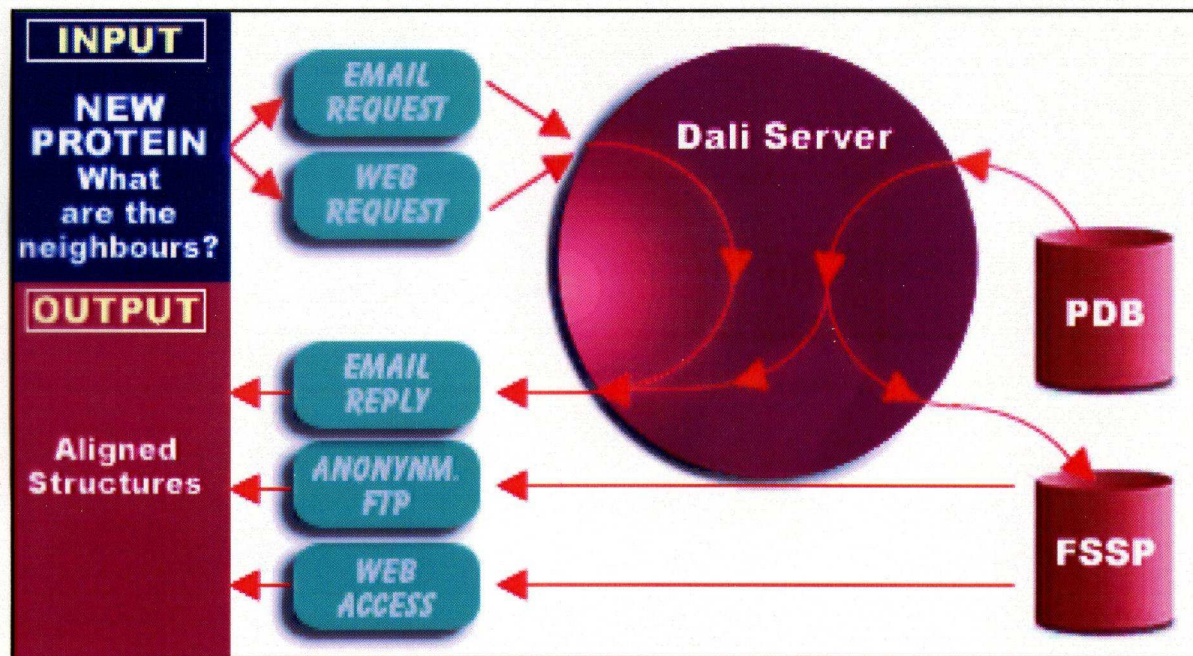 INPUT
NEW
PROTEIN
What
are the
neighbours?
OUTPUT
Aligned
Structures
EMAIL
REQUEST
WEB
REQUEST
EMAIL
REPLY
ANONYNM.
FTP
WEB
ACCESS
Dali Server
PDB
FSSP